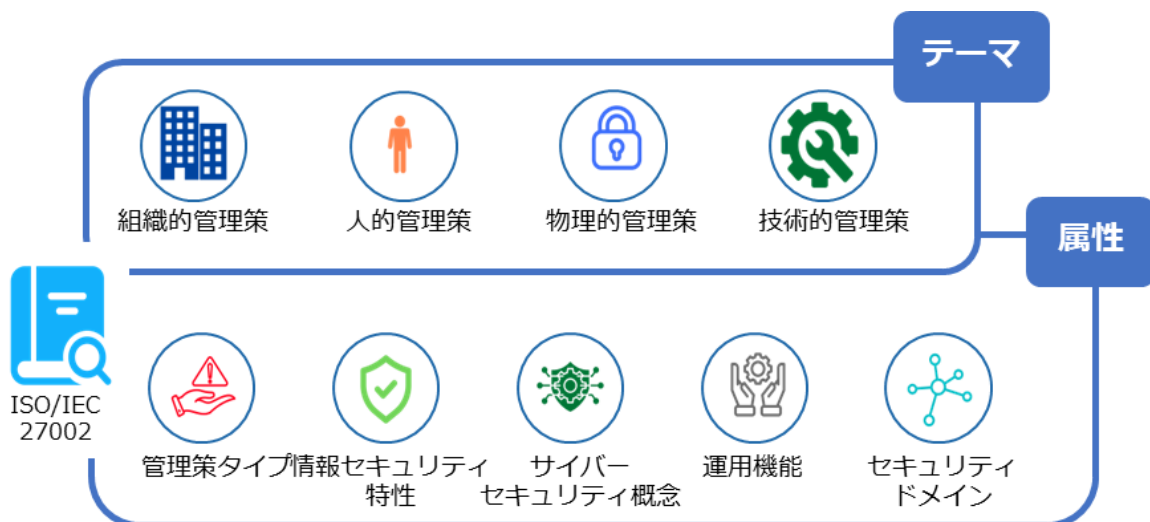 テーマ
組織的管理策
人的管理策
物理的管理策
技術的管理策
属性
ISO/IEC
27002
管理策タイプ
情報セキュリティ
特性
サイバー
セキュリティ概念
運用機能
セキュリティ
ドメイン